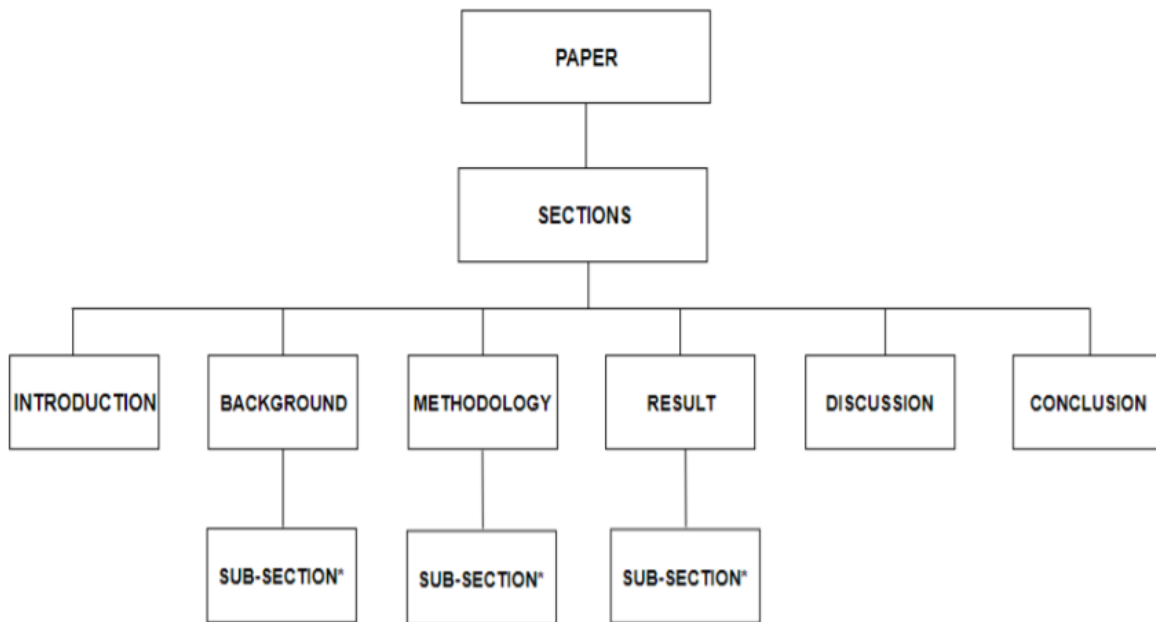 PAPER
SECTIONS
INTRODUCTION
BACKGROUND
METHODOLOGY
RESULT
DISCUSSION
CONCLUSION
SUB-SECTION*
SUB-SECTION*
SUB-SECTION*